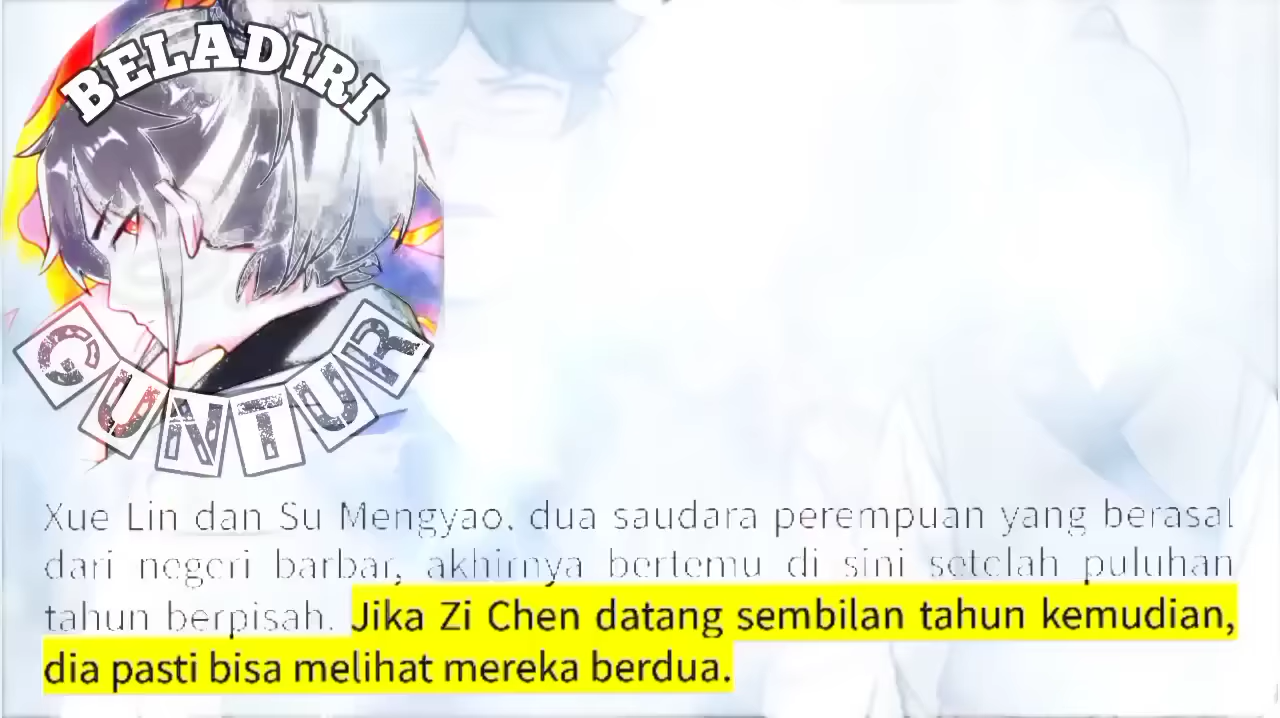 BELADIRI
GUNTUR
Xue Lin dan Su Mengyao, dua saudara perempuan yang berasal
dari negeri barbar, akhirnya bertemu di sini setelah puluhan
tahun berpisah. Jika Zi Chen datang sembilan tahun kemudian,
dia pasti bisa melihat mereka berdua.